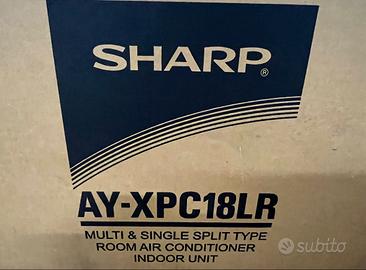 SHARP®
AY-XPC18LR
MULTI & SINGLE SPLIT TYPE
ROOM AIR CONDITIONER
INDOOR UNIT
subito